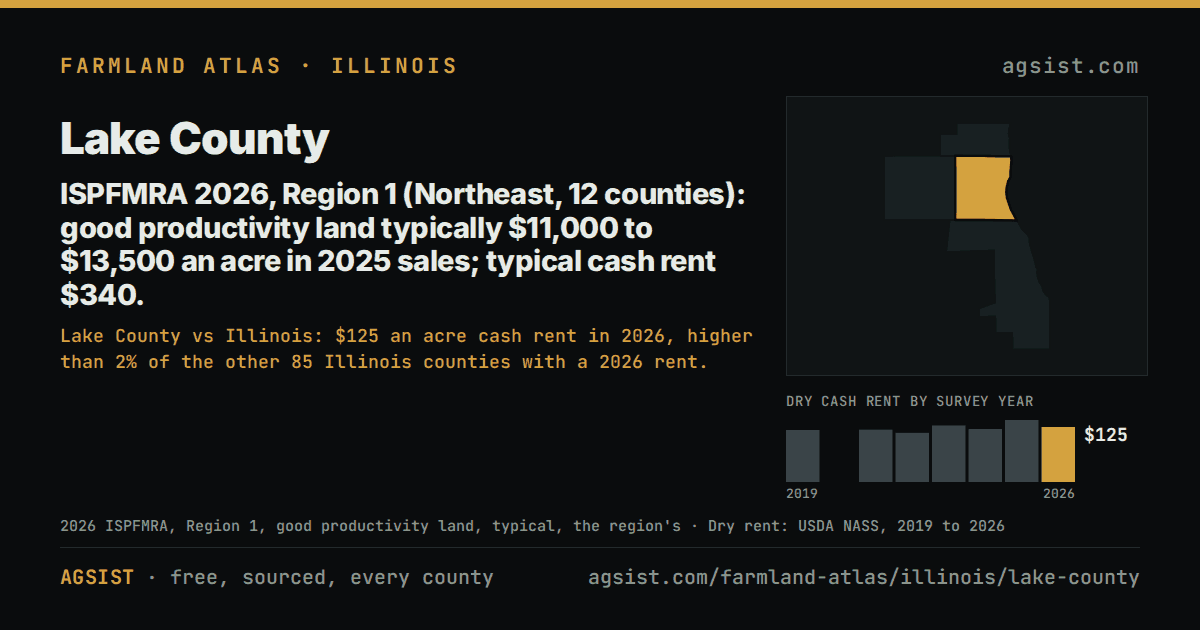 FARMLAND ATLAS · ILLINOIS
agsist.com
Lake County
ISPFMRA 2026, Region 1 (Northeast, 12 counties):
good productivity land typically $11,000 to
$13,500 an acre in 2025 sales; typical cash rent
$340.
Lake County vs Illinois: $125 an acre cash rent in 2026, higher
than 2% of the other 85 Illinois counties with a 2026 rent.
DRY CASH RENT BY SURVEY YEAR
$125
2019
2026
2026 ISPFMRA, Region 1, good productivity land, typical, the region's · Dry rent: USDA NASS, 2019 to 2026
AGSIST · free, sourced, every county
agsist.com/farmland-atlas/illinois/lake-county